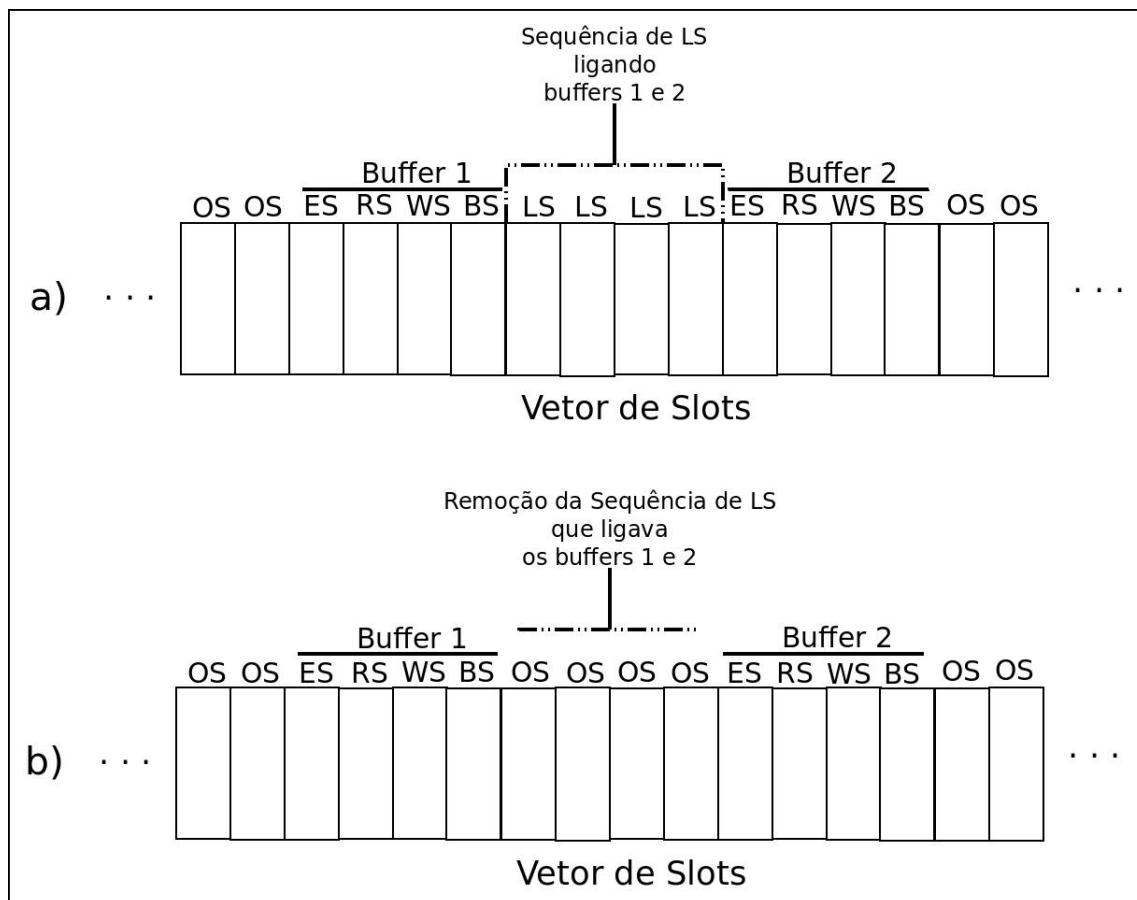 Sequência de LS
ligando
buffers 1 e 2
Buffer 1 Buffer 2
OS OS ES RS WS BS LS LS LS LS ES RS WS BS OS OS
a) . . . . . .
Vetor de Slots
Remoção da Sequência de LS
que ligava
os buffers 1 e 2
Buffer 1 Buffer 2
OS OS ES RS WS BS OS OS OS OS ES RS WS BS OS OS
b) . . . . . .
Vetor de Slots